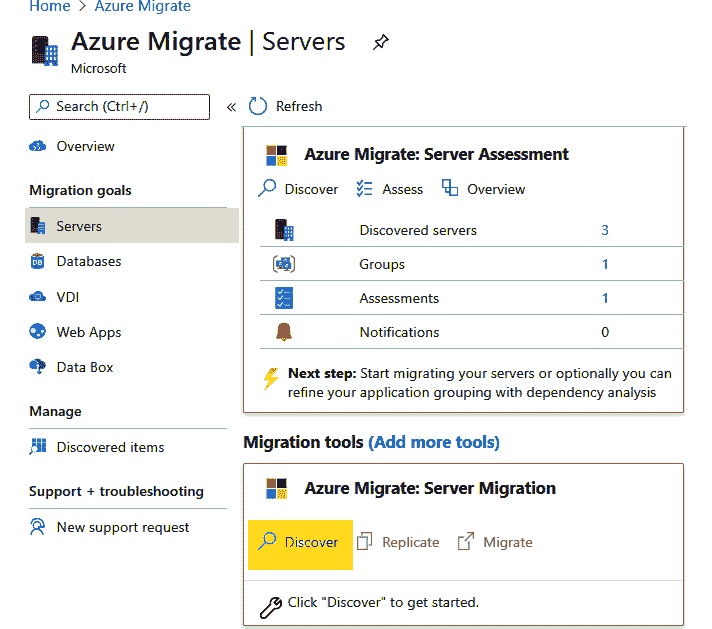 Home > Azure Migrate
Azure Migrate | Servers
Microsoft
Search (Ctrl+/)
«
Refresh
Overview
Migration goals
Servers
Databases
VDI
Web Apps
Data Box
Manage
Discovered items
Support + troubleshooting
New support request
Azure Migrate: Server Assessment
Discover Assess Overview
Discovered servers 3
Groups 1
Assessments 1
Notifications 0
Next step: Start migrating your servers or optionally you can
refine your application grouping with dependency analysis
Migration tools (Add more tools)
Azure Migrate: Server Migration
Discover Replicate Migrate
Click "Discover" to get started.